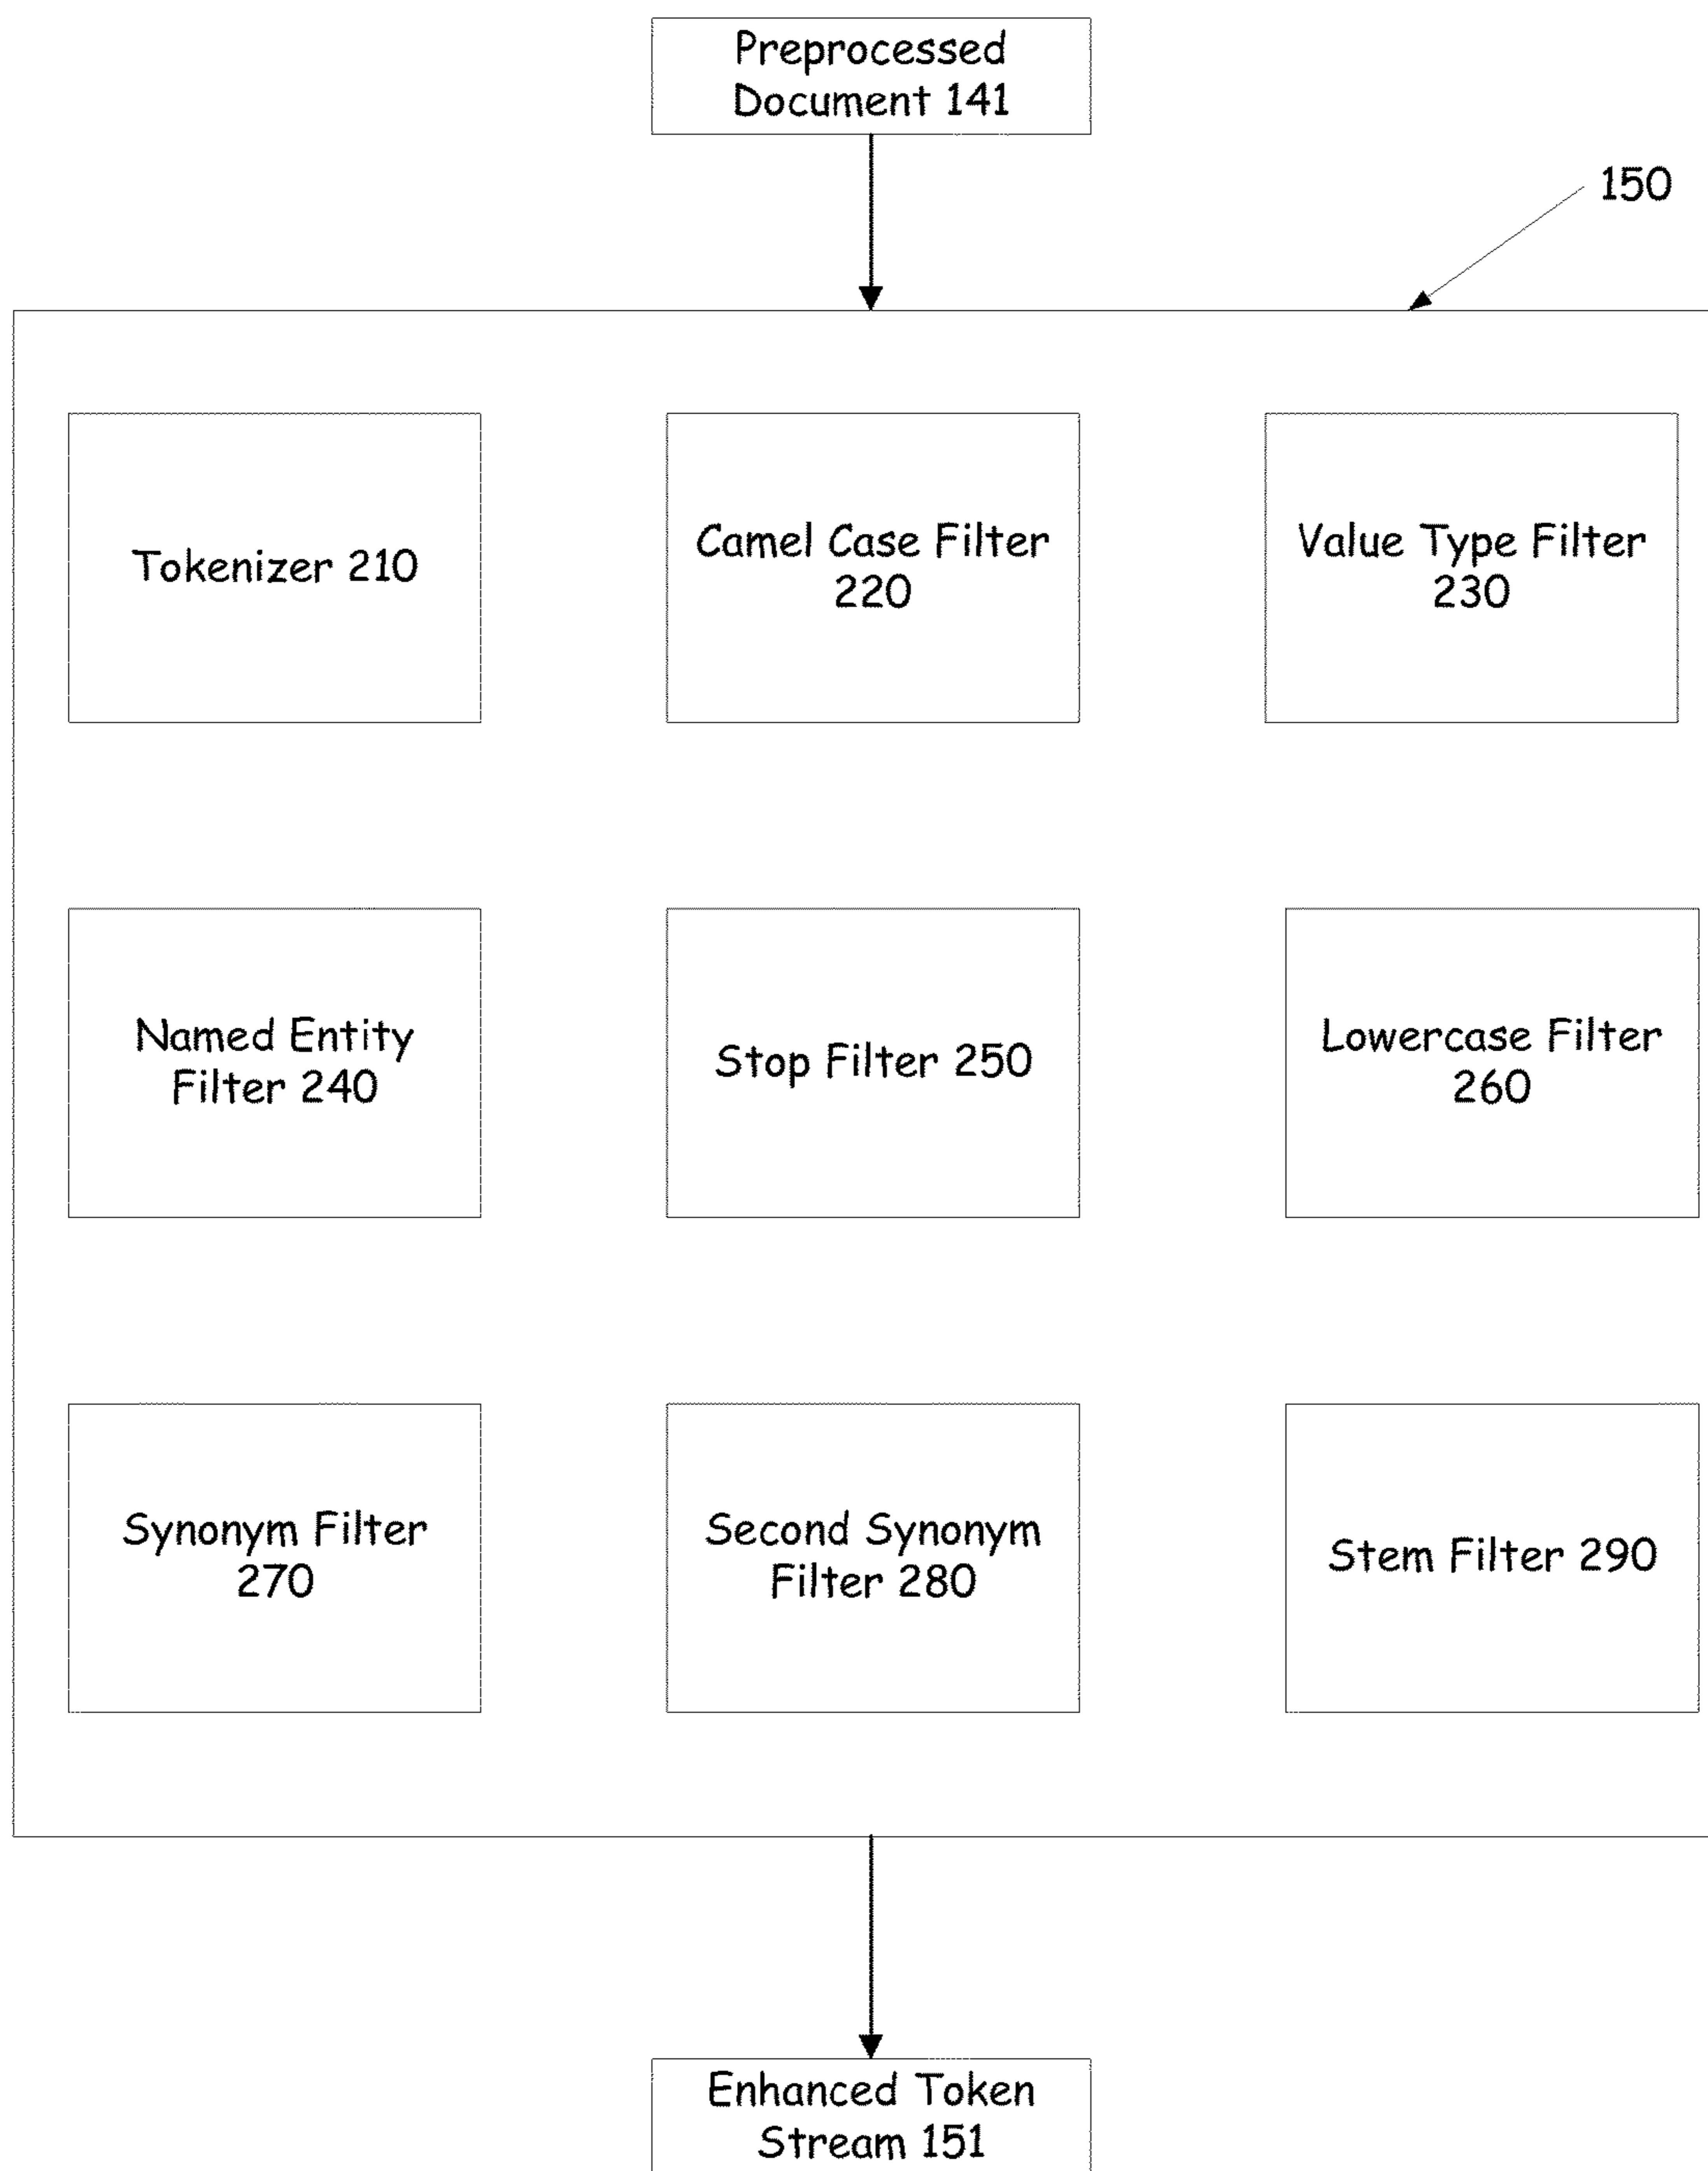 Preprocessed
Document 141
150
Tokenizer 210
Camel Case Filter
220
Value Type Filter
230
Named Entity
Filter 240
Stop Filter 250
Lowercase Filter
260
Synonym Filter
270
Second Synonym
Filter 280
Stem Filter 290
Enhanced Token
Stream 151